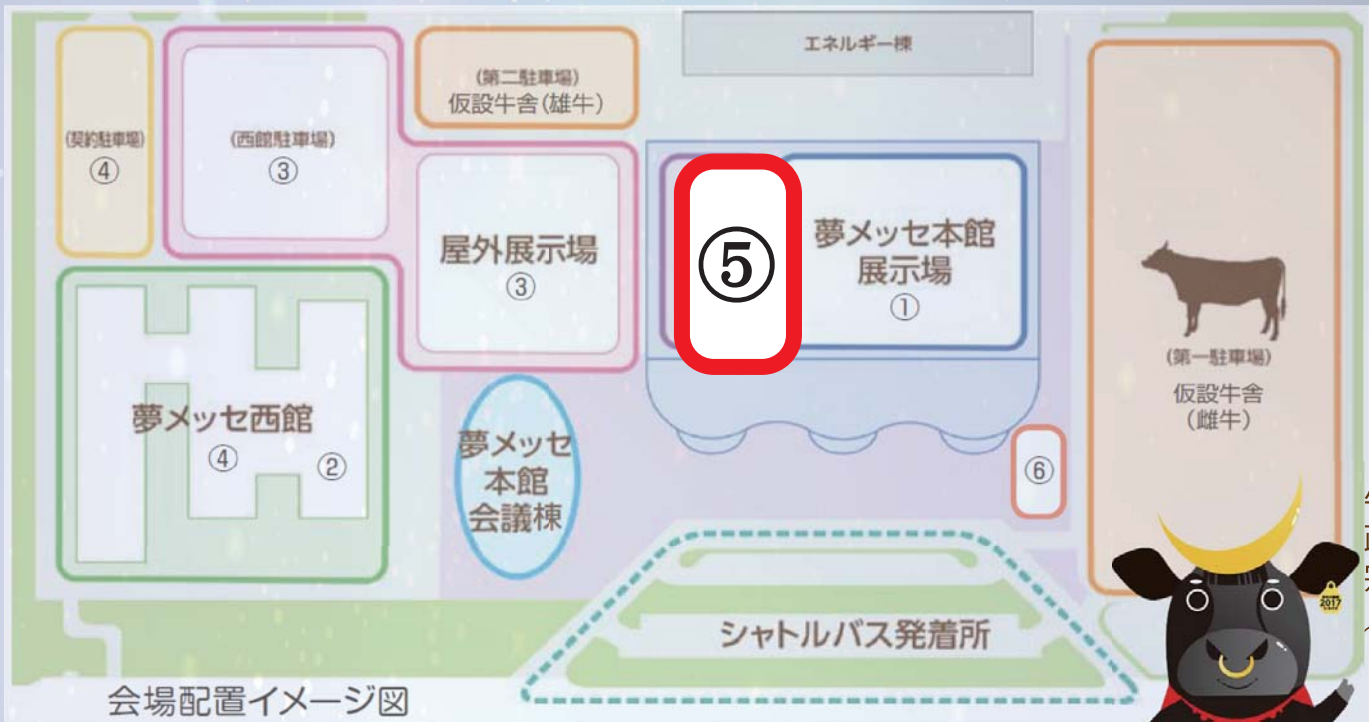 エネルギー棟
(第二駐車場)
仮設牛舎(雄牛)
(契約駐車場)
④
(西館駐車場)
③
屋外展示場
③
⑤
夢メッセ本館
展示場
①
(第一駐車場)
仮設牛舎
(雌牛)
夢メッセ西館
④
②
夢メッセ
本館
会議棟
⑥
シャトルバス発着所
2017
会場配置イメージ図